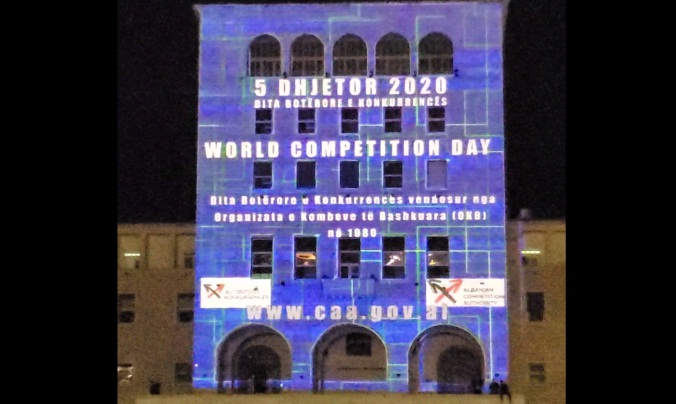 5 DHJETOR 2020
DITA BOTËRORE E KONKURRENCËS
WORLD COMPETITION DAY
Dita Botërore e Konkurrencës vendosur nga
Organizata e Kombeve të Bashkuara (OKB)
në 1980
KONKURRENCËS
ALBANIAN
COMPETITION
AUTHORITY
www.caa.gov.al